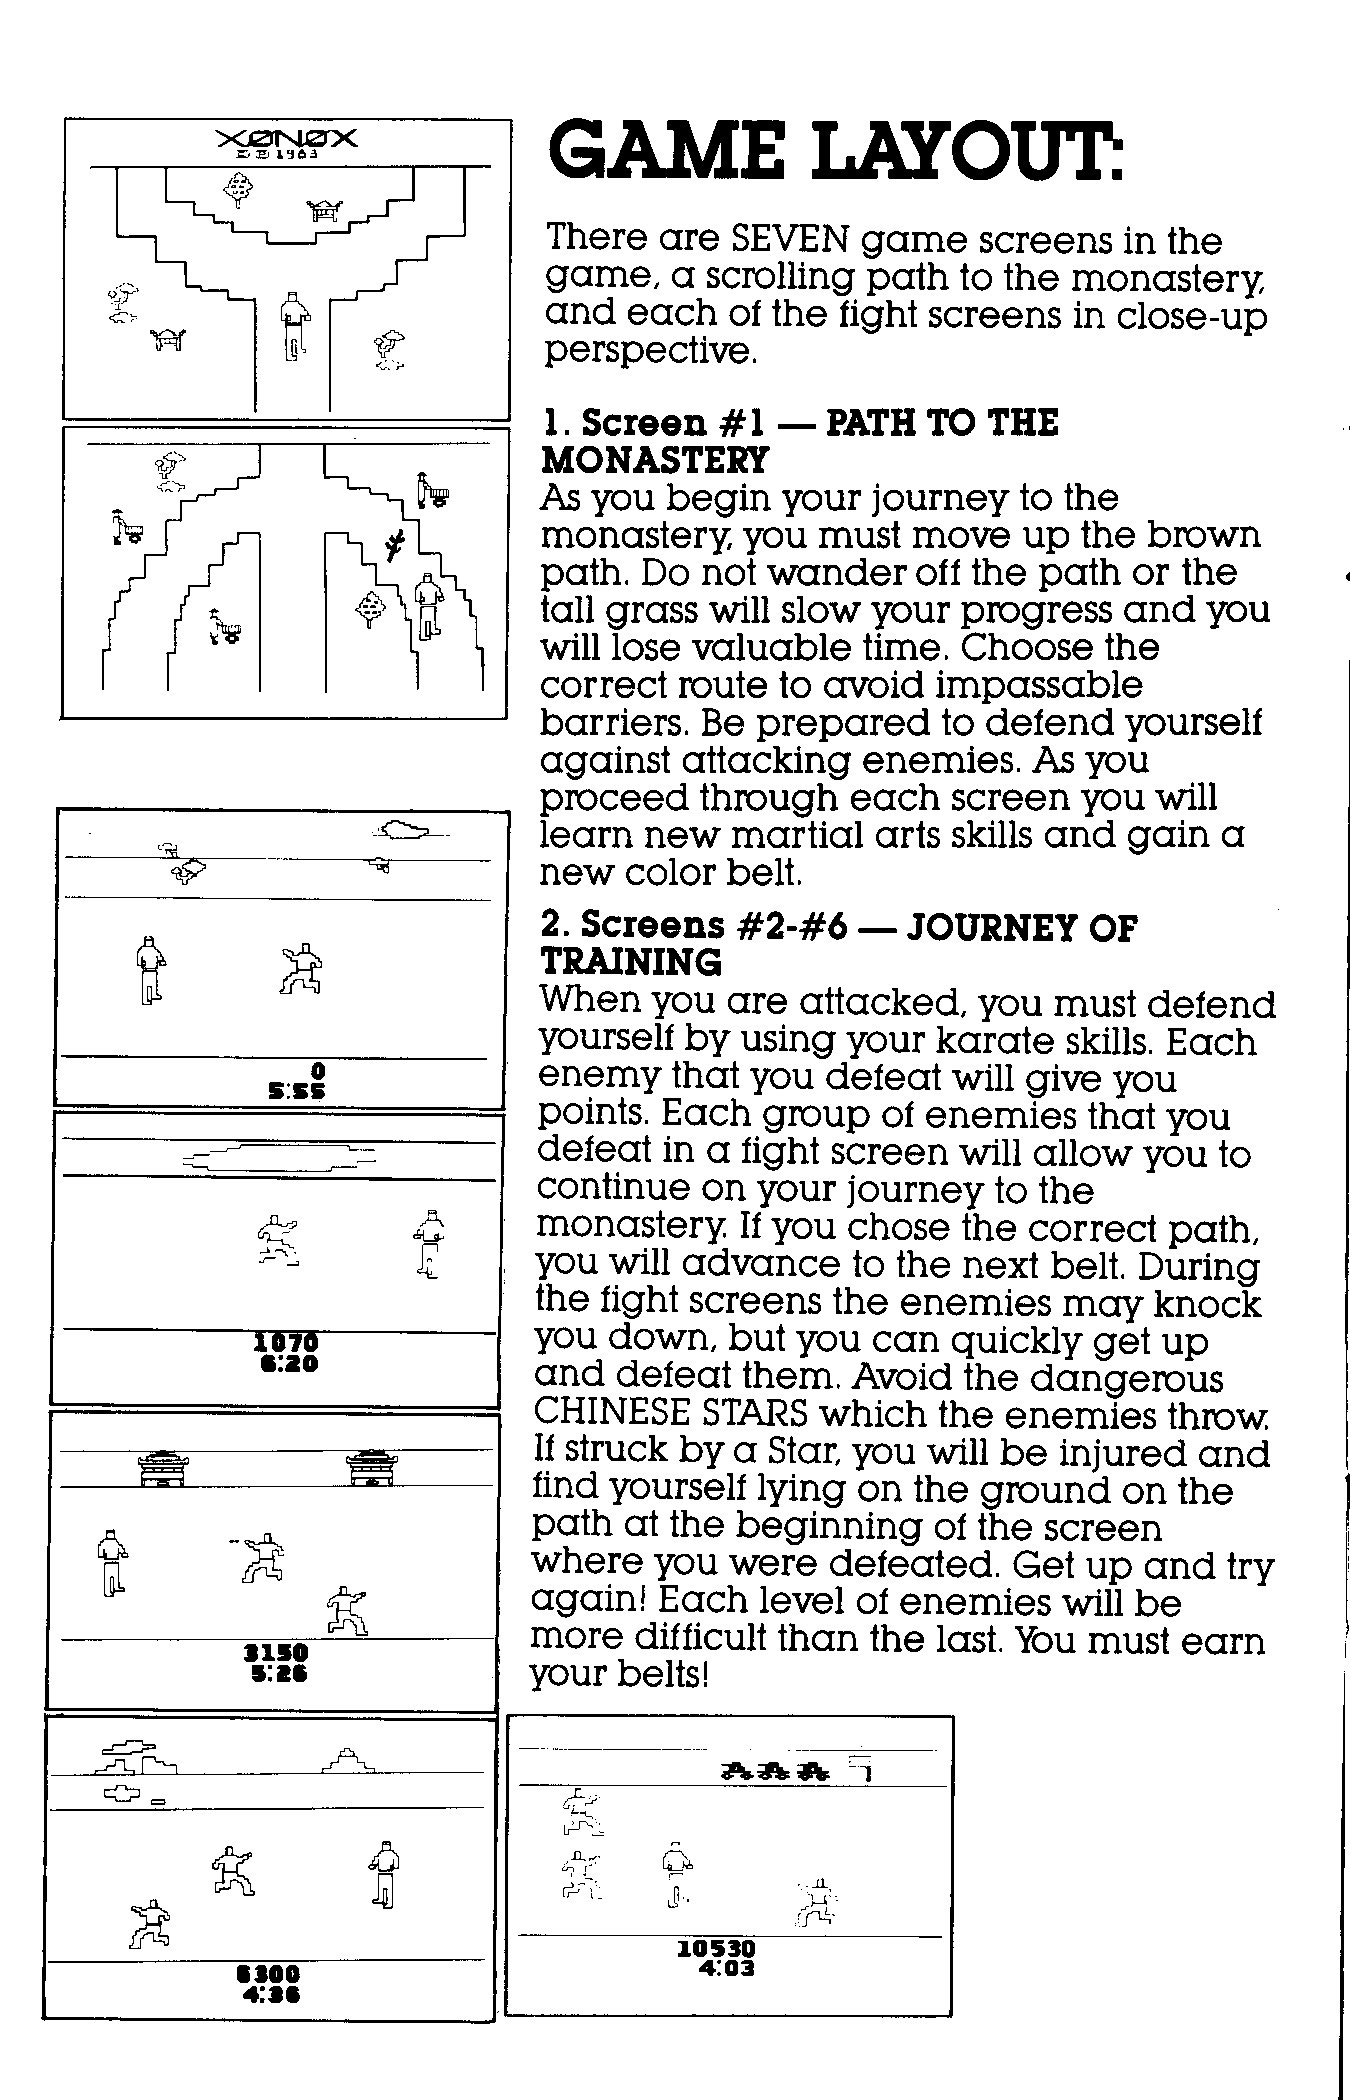 XONOX
1983
GAME LAYOUT:
There are SEVEN game screens in the
game, a scrolling path to the monastery,
and each of the fight screens in close-up
perspective.
1. Screen #1 — PATH TO THE
MONASTERY
As you begin your journey to the
monastery, you must move up the brown
path. Do not wander off the path or the
tall grass will slow your progress and you
will lose valuable time. Choose the
correct route to avoid impassable
barriers. Be prepared to defend yourself
against attacking enemies. As you
proceed through each screen you will
learn new martial arts skills and gain a
new color belt.
2. Screens #2-#6 — JOURNEY OF
TRAINING
When you are attacked, you must defend
yourself by using your karate skills. Each
enemy that you defeat will give you
points. Each group of enemies that you
defeat in a fight screen will allow you to
continue on your journey to the
monastery. If you chose the correct path,
you will advance to the next belt. During
the fight screens the enemies may knock
you down, but you can quickly get up
and defeat them. Avoid the dangerous
CHINESE STARS which the enemies throw.
If struck by a Star, you will be injured and
find yourself lying on the ground on the
path at the beginning of the screen
where you were defeated. Get up and try
again! Each level of enemies will be
more difficult than the last. You must earn
your belts!
0
5:55
1070
6:20
3150
5:26
6300
4:36
10530
4:03